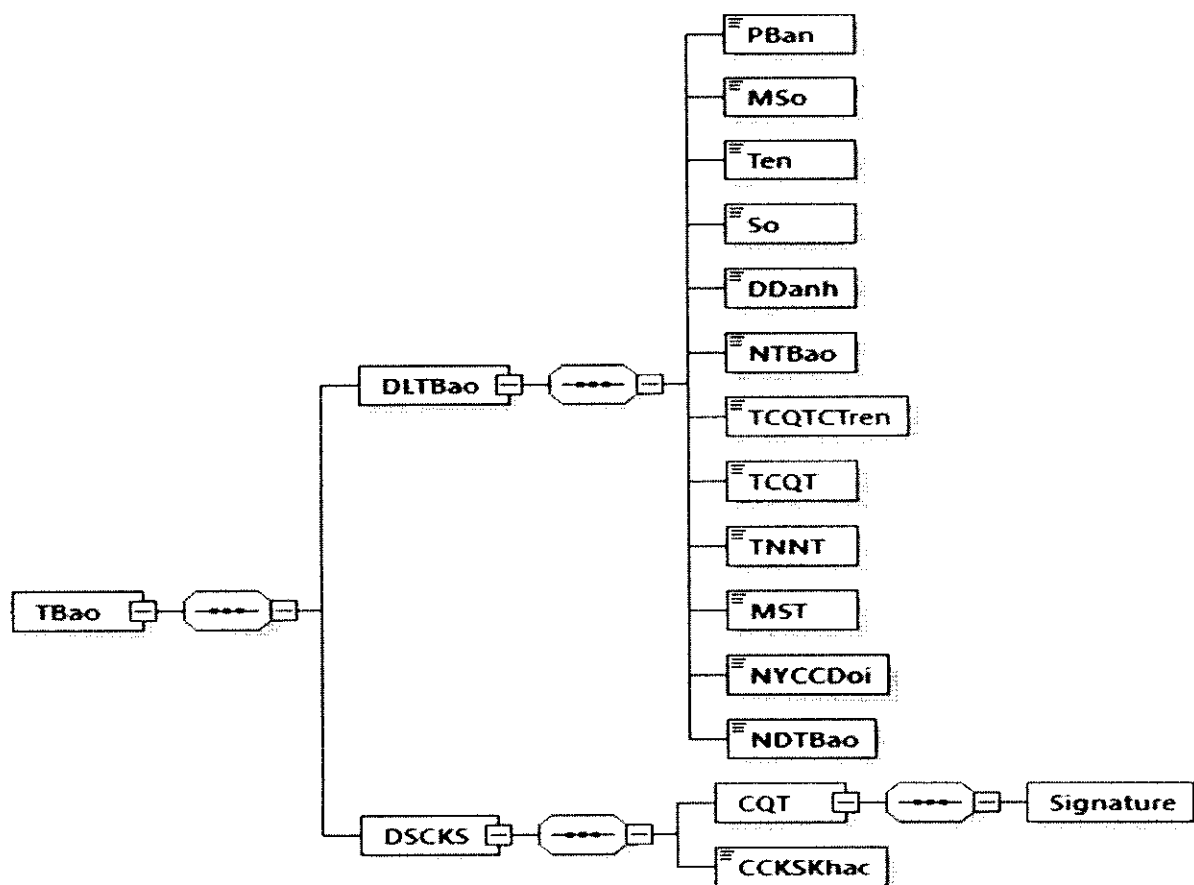 PBan
MSo
Ten
So
DDanh
NTBao
DLTBao
TCQTCTren
TCQT
TNNT
TBao
MST
NYCCDoi
NDTBao
CQT
Signature
DSCKS
CCKSKhac